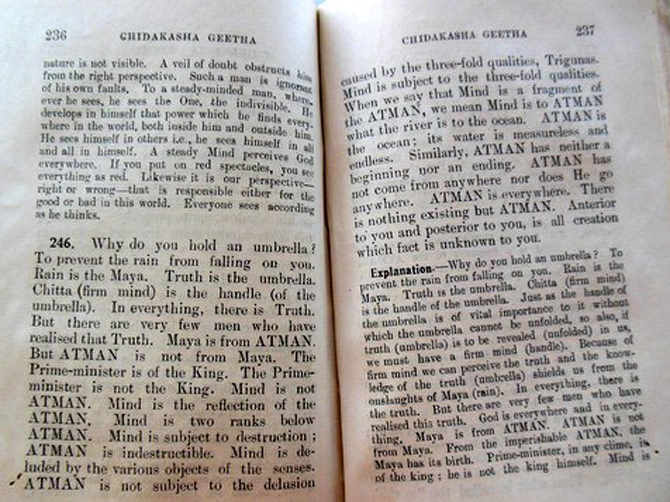 236
CHIDAKASHA GEETHA
nature is not visible. A veil of doubt obstructs him
from the right perspective. Such a man is ignorant
of his own faults. To a steady-minded man, where-
ever he sees, he sees the One, the indivisible. He
develops in himself that power which he finds every-
where in the world, both inside him and outside him.
He sees himself in others i.e., he sees himself in all
and all in himself. A steady Mind perceives God
everywhere. If you put on red spectacles, you see
everything as red. Likewise it is our perspective—
right or wrong—that is responsible either for the
good or bad in this world. Everyone sees according
as he thinks.
246. Why do you hold an umbrella?
To prevent the rain from falling on you.
Rain is the Maya. Truth is the umbrella.
Chitta (firm mind) is the handle (of the
umbrella). In everything, there is Truth.
But there are very few men who have
realised that Truth. Maya is from ATMAN.
But ATMAN is not from Maya. The
Prime-minister is of the King. The Prime-
minister is not the King. Mind is not
ATMAN. Mind is the reflection of the
ATMAN. Mind is two ranks below
ATMAN. Mind is subject to destruction;
ATMAN is indestructible. Mind is de-
luded by the various objects of the senses.
ATMAN is not subject to the delusion
CHIDAKASHA GEETHA
237
caused by the three-fold qualities, Trigunas.
Mind is subject to the three-fold qualities.
When we say that Mind is a fragment of
the ATMAN, we mean Mind is to ATMAN
what the river is to the ocean. ATMAN is
the ocean; its water is measureless and
endless. Similarly, ATMAN has neither a
beginning nor an ending. ATMAN has
not come from anywhere nor does He go
anywhere. ATMAN is everywhere. There
is nothing existing but ATMAN. Anterior
to you and posterior to you, is all creation
which fact is unknown to you.
Explanation.—Why do you hold an umbrella? To
prevent the rain from falling on you. Rain is the
Maya. Truth is the umbrella. Chitta (firm mind)
is the handle of the umbrella. Just as the handle of
the umbrella is of vital importance to it without
which the umbrella cannot be unfolded, so also, if
truth (umbrella) is to be revealed (unfolded) in us,
we must have a firm mind (handle). Because of
firm mind we can perceive the truth and the know-
ledge of the truth (umbrella) shields us from the
onslaughts of Maya (rain). In everything, there is
the truth. But there are very few men who have
realised this truth. God is everywhere and in every-
thing. Maya is from ATMAN. ATMAN is not
from Maya. From the imperishable ATMAN, the
Maya has its birth. Prime-minister, in any clime, is
of the king; he is not the king himself. Mind is